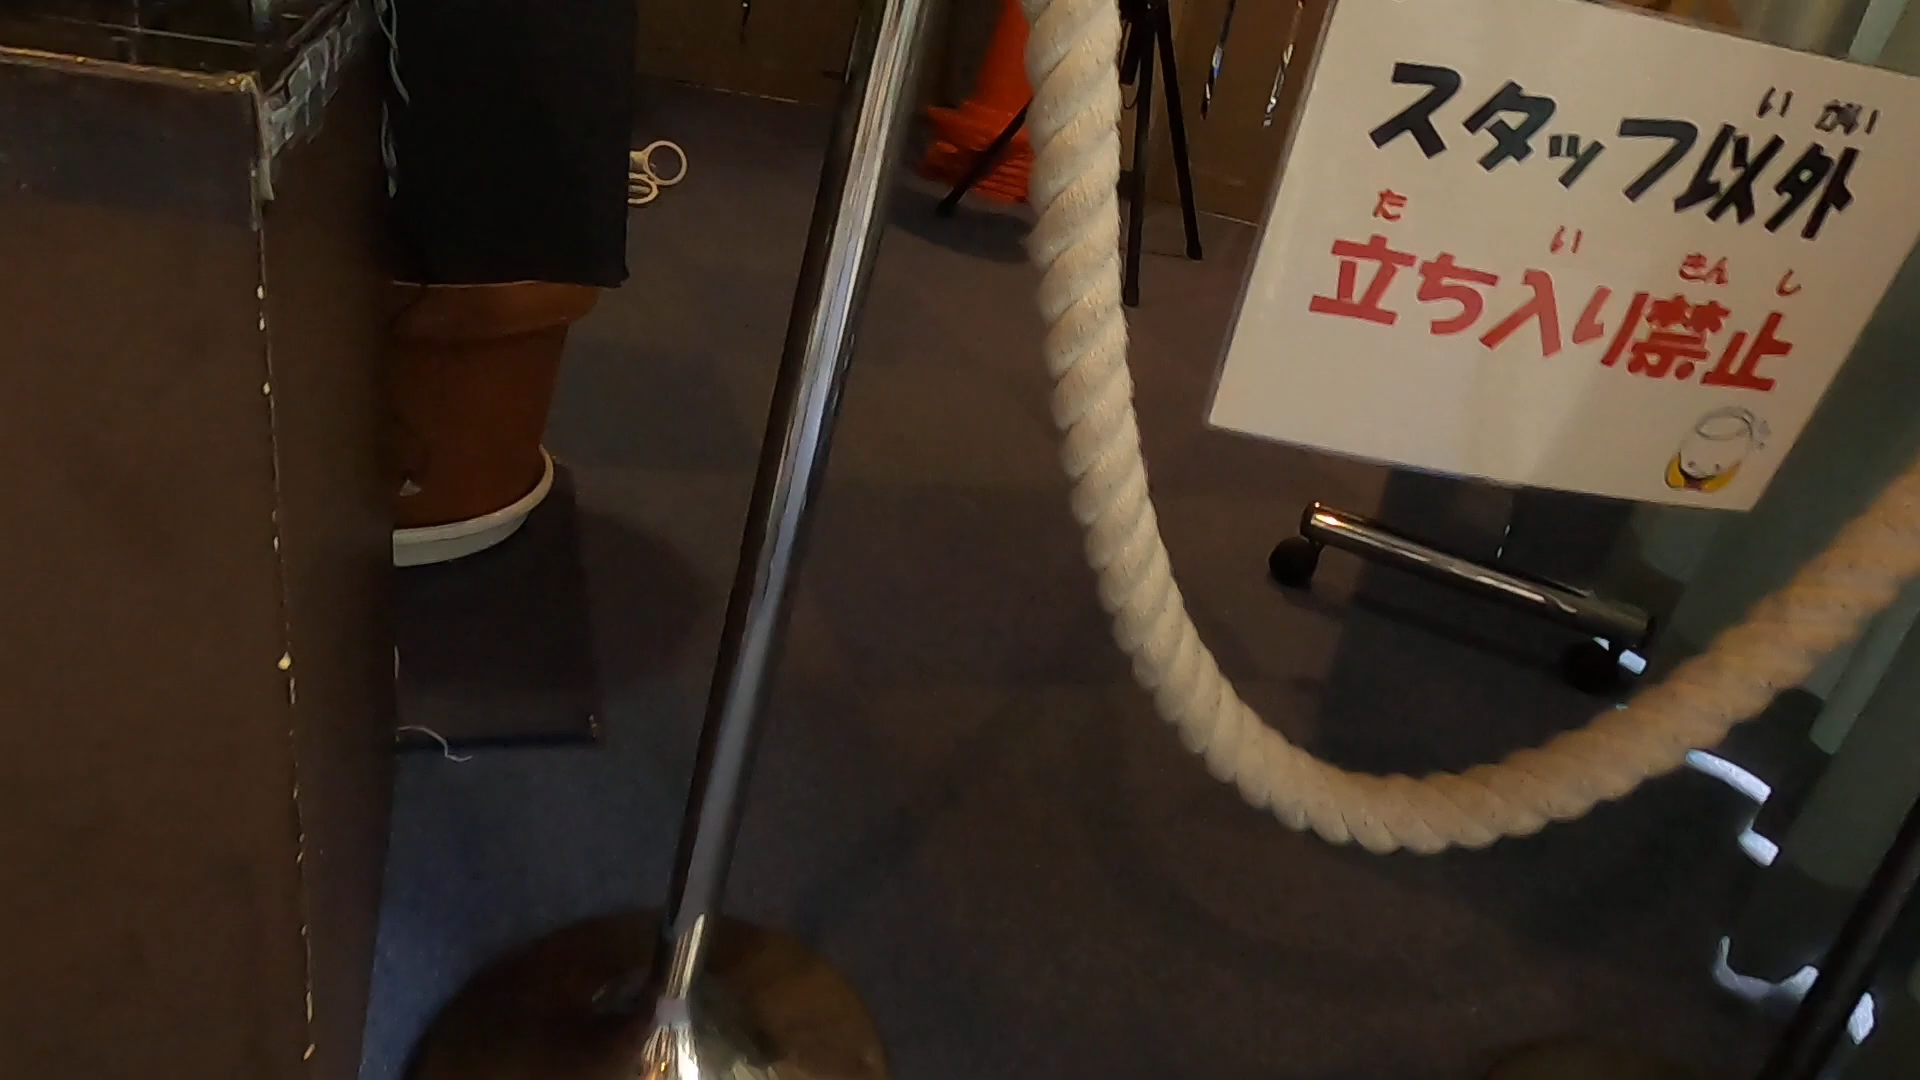 い がい
スタッフ以外
た い きん し
立ち入り禁止